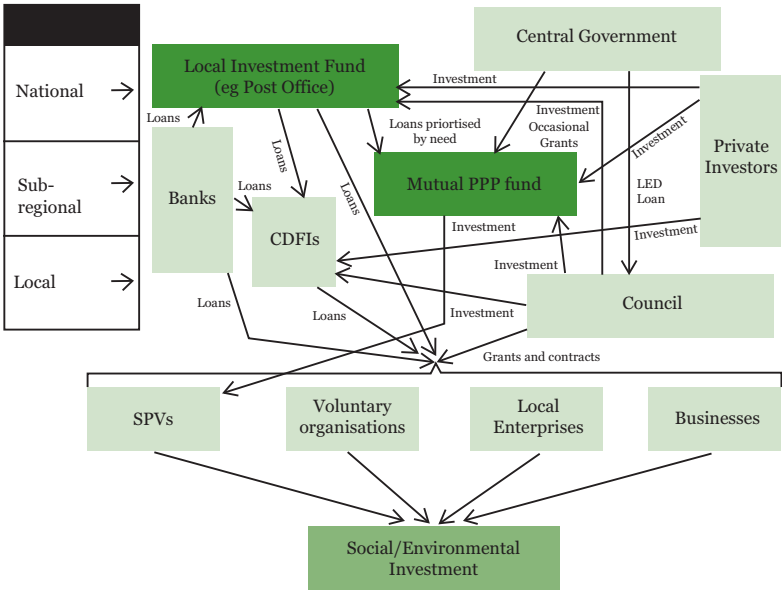 Central Government
Local Investment Fund
(eg Post Office)
National
Investment
Loans
Investment
Occasional
Grants
Loans priortised
by need
Investment
Private
Investors
Loans
Loans
Sub-
regional
Banks
Loans
Mutual PPP fund
LED
Loan
CDFIs
Investment
Investment
Investment
Local
Council
Loans
Loans
Investment
Grants and contracts
SPVs
Voluntary
organisations
Local
Enterprises
Businesses
Social/Environmental
Investment